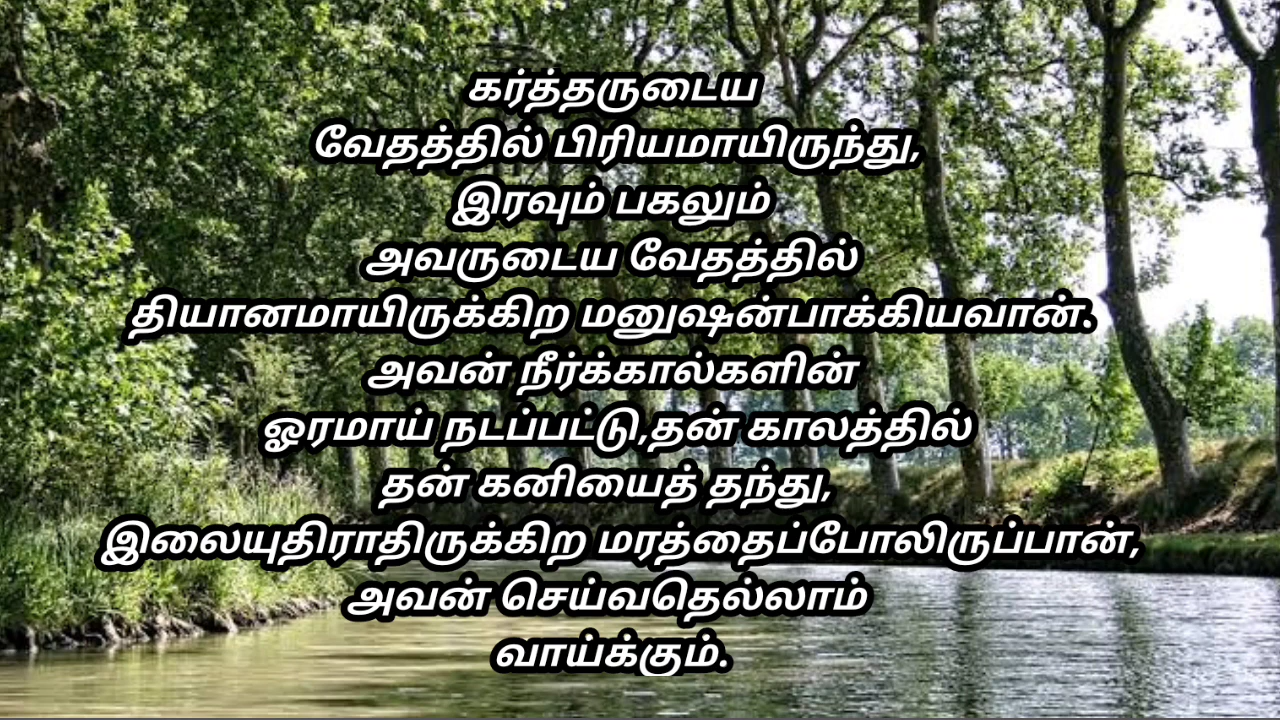 கர்த்தருடைய
வேதத்தில் பிரியமாயிருந்து,
இரவும் பகலும்
அவருடைய வேதத்தில்
தியானமாயிருக்கிற மனுஷன்பாக்கியவான்.
அவன் நீர்க்கால்களின்
ஓரமாய் நடப்பட்டு,தன் காலத்தில்
தன் கனியைத் தந்து,
இலையுதிராதிருக்கிற மரத்தைப்போலிருப்பான்,
அவன் செய்வதெல்லாம்
வாய்க்கும்.